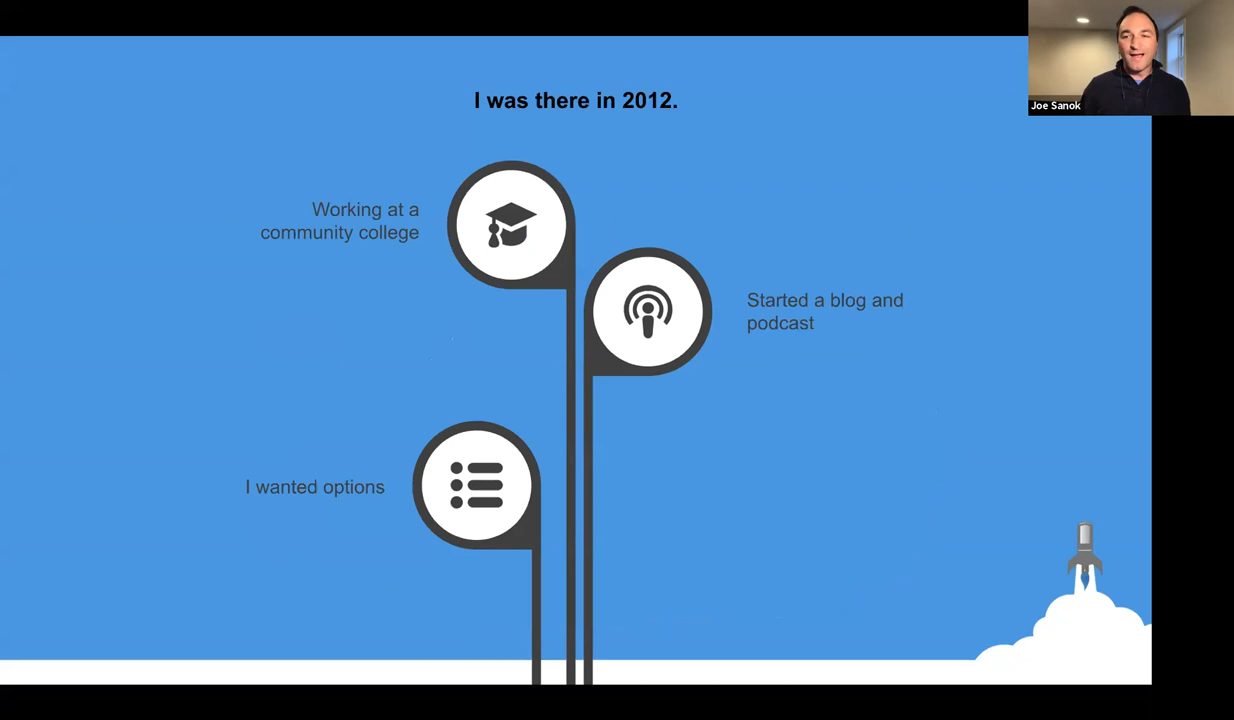 I was there in 2012.
Joe Sanok
Working at a
community college
Started a blog and
podcast
I wanted options